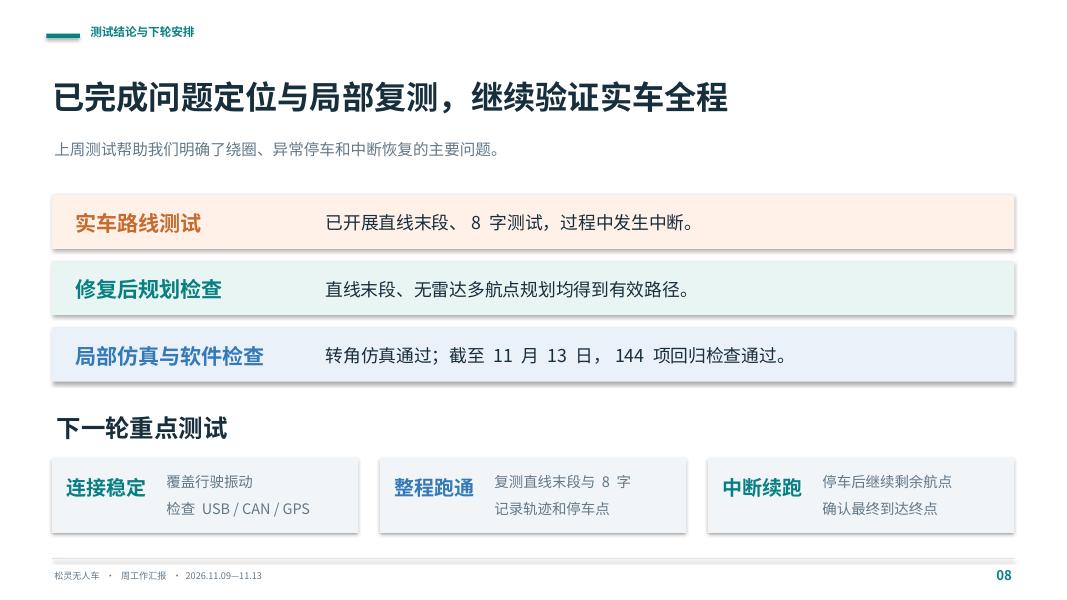 测试结论与下轮安排
已完成问题定位与局部复测，继续验证实车全程
上周测试帮助我们明确了绕圈、异常停车和中断恢复的主要问题。
实车路线测试
已开展直线末段、 8 字测试，过程中发生中断。
修复后规划检查
直线末段、无雷达多航点规划均得到有效路径。
局部仿真与软件检查
转角仿真通过；截至 11 月 13 日， 144 项回归检查通过。
下一轮重点测试
连接稳定
覆盖行驶振动
检查 USB / CAN / GPS
整程跑通
复测直线末段与 8 字
记录轨迹和停车点
中断续跑
停车后继续剩余航点
确认最终到达终点
松灵无人车 · 周工作汇报 · 2026.11.09—11.13
08